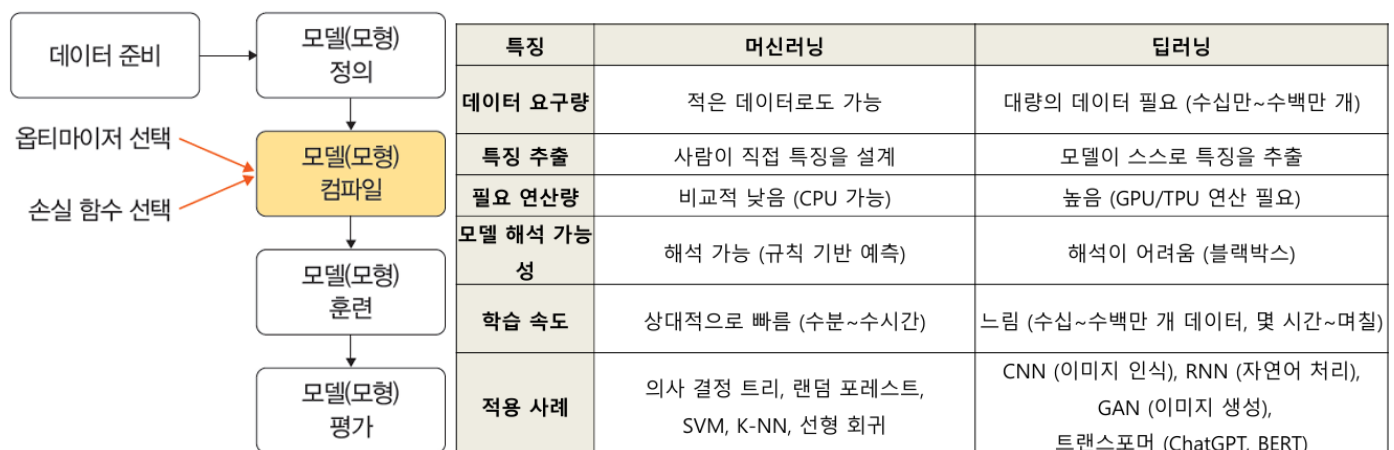 데이터 준비
모델(모형)
정의
옵티마이저 선택
손실 함수 선택
모델(모형)
컴파일
모델(모형)
훈련
모델(모형)
평가
특징 머신러닝 딥러닝
데이터 요구량 적은 데이터로도 가능 대량의 데이터 필요 (수십만~수백만 개)
특징 추출 사람이 직접 특징을 설계 모델이 스스로 특징을 추출
필요 연산량 비교적 낮음 (CPU 가능) 높음 (GPU/TPU 연산 필요)
모델 해석 가능
성 해석 가능 (규칙 기반 예측) 해석이 어려움 (블랙박스)
학습 속도 상대적으로 빠름 (수분~수시간) 느림 (수십~수백만 개 데이터, 몇 시간~며칠)
적용 사례
의사 결정 트리, 랜덤 포레스트,
SVM, K-NN, 선형 회귀
CNN (이미지 인식), RNN (자연어 처리),
GAN (이미지 생성),
트랜스포머 (ChatGPT, BERT)